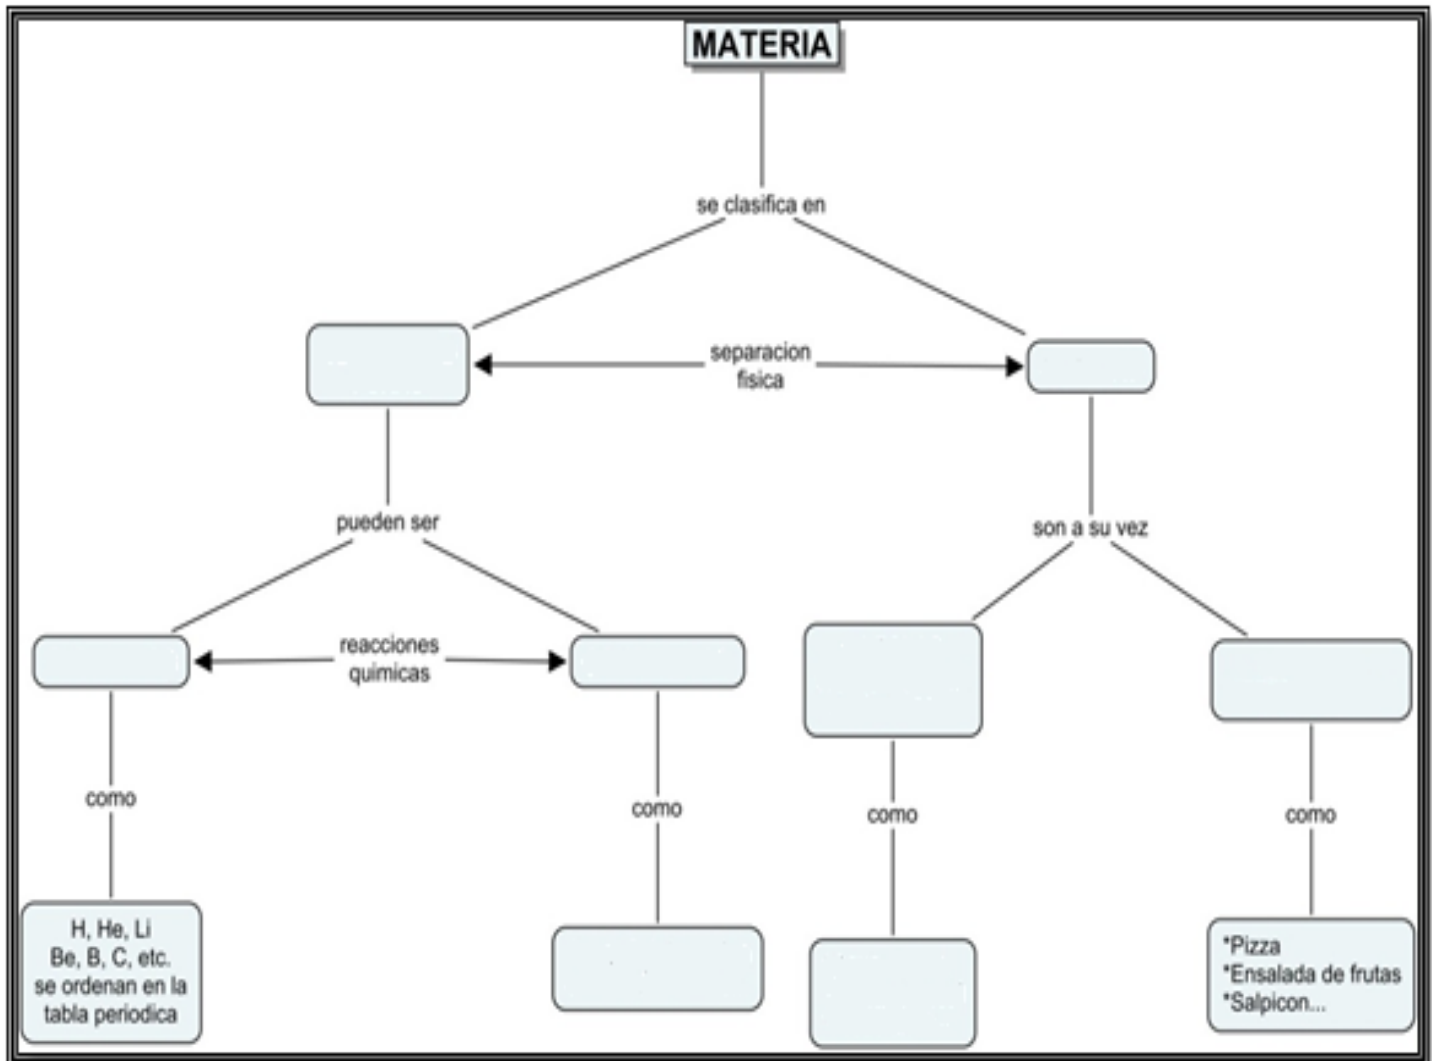 MATERIA
se clasifica en
separacion
fisica
pueden ser
son a su vez
reacciones
quimicas
como
como
como
como
H, He, Li
Be, B, C, etc.
se ordenan en la
tabla periodica
*Pizza
*Ensalada de frutas
*Salpicon...